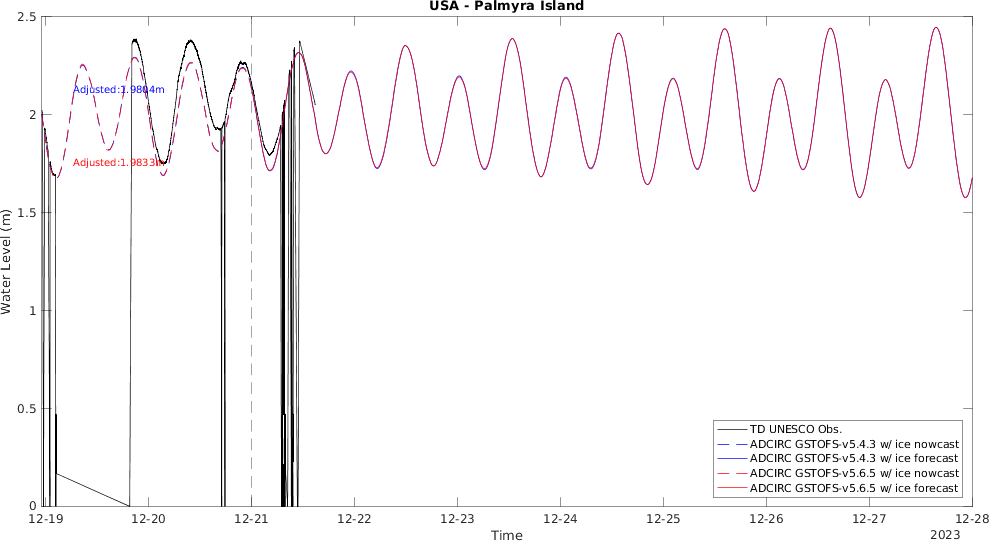 USA - Palmyra Island
2.5
2
1.5
1
0.5
0
Water Level (m)
Adjusted:1.9804m
Adjusted:1.9833m
TD UNESCO Obs.
ADCIRC GSTOFS-v5.4.3 w/ ice nowcast
ADCIRC GSTOFS-v5.4.3 w/ ice forecast
ADCIRC GSTOFS-v5.6.5 w/ ice nowcast
ADCIRC GSTOFS-v5.6.5 w/ ice forecast
12-19 12-20 12-21 12-22 12-23 12-24 12-25 12-26 12-27 12-28
Time
2023